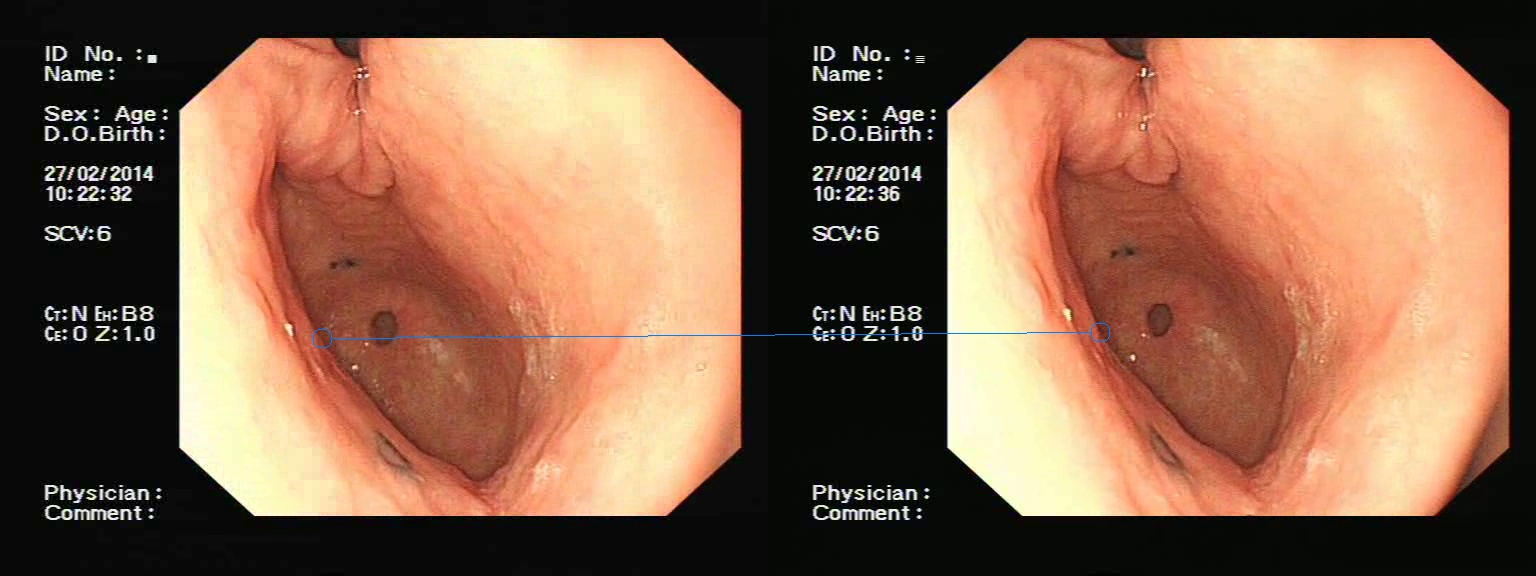 ID No. :
Name:
Sex: Age:
D.O.Birth:
27/02/2014
10:22:32
SCV:6
CT:N EH:B8
CE:0 Z:1.0
Physician:
Comment:
ID No. :
Name:
Sex: Age:
D.O.Birth:
27/02/2014
10:22:36
SCV:6
CT:N EH:B8
CE:0 Z:1.0
Physician:
Comment: